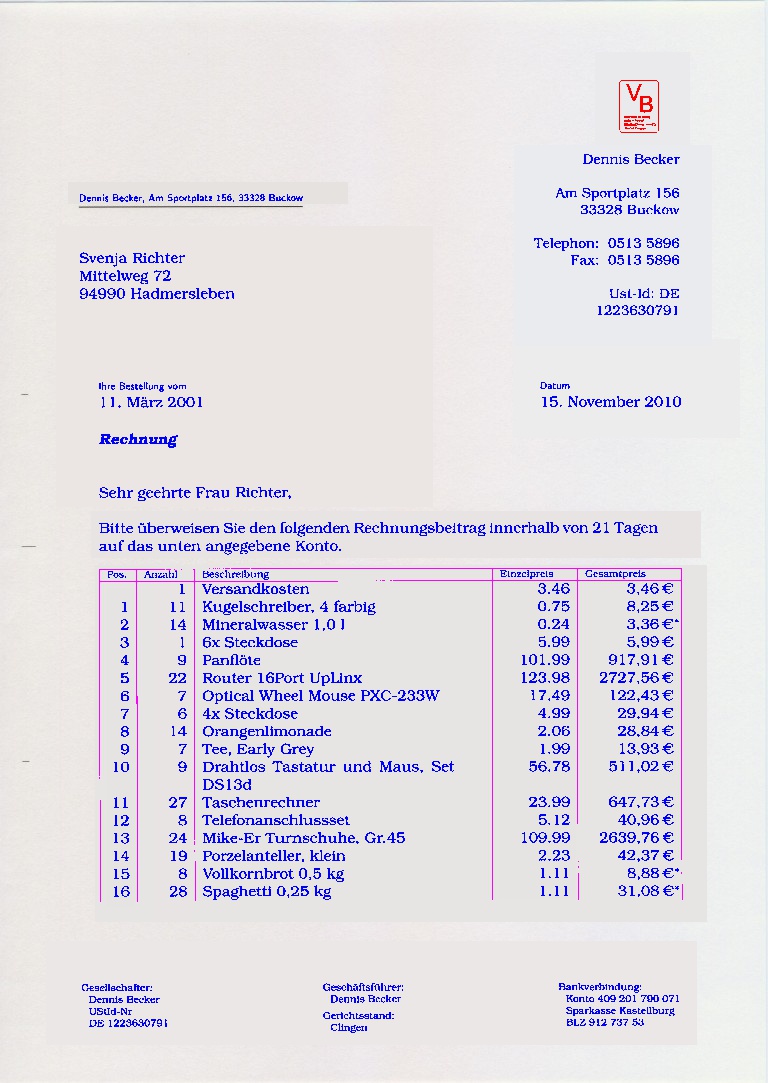 VB
Dennis Becker
Am Sportplatz 156
33328 Buckow
Dennis Becker, Am Sportplatz 156, 33328 Buckow
Telephon: 0513 5896
Fax: 0513 5896
Svenja Richter
Mittelweg 72
94990 Hadmersleben
Ust-Id: DE
1223630791
Ihre Bestellung vom
11. März 2001
Datum
15. November 2010
Rechnung
Sehr geehrte Frau Richter,
Bitte überweisen Sie den folgenden Rechnungsbeitrag innerhalb von 21 Tagen
auf das unten angegebene Konto.
Pos. Anzahl Beschreibung Einzelpreis Gesamtpreis
1 Versandkosten 3.46 3,46 €
1 11 Kugelschreiber, 4 farbig 0.75 8,25 €
2 14 Mineralwasser 1,0 l 0.24 3,36 €*
3 1 6x Steckdose 5.99 5,99 €
4 9 Panflöte 101.99 917,91 €
5 22 Router 16Port UpLinx 123.98 2727,56 €
6 7 Optical Wheel Mouse PXC-233W 17.49 122,43 €
7 6 4x Steckdose 4.99 29,94 €
8 14 Orangenlimonade 2.06 28,84 €
9 7 Tee, Early Grey 1.99 13,93 €
10 9 Drahtlos Tastatur und Maus, Set 56.78 511,02 €
DS13d
11 27 Taschenrechner 23.99 647,73 €
12 8 Telefonanschlussset 5.12 40,96 €
13 24 Mike-Er Turnschuhe, Gr.45 109.99 2639,76 €
14 19 Porzelanteller, klein 2.23 42,37 €
15 8 Vollkornbrot 0,5 kg 1.11 8,88 €*
16 28 Spaghetti 0,25 kg 1.11 31,08 €*
Gesellschafter:
Dennis Becker
UStId-Nr
DE 1223630791
Geschäftsführer:
Dennis Becker
Gerichtsstand:
Clingen
Bankverbindung:
Konto 409 201 790 071
Sparkasse Kastellburg
BLZ 912 737 53